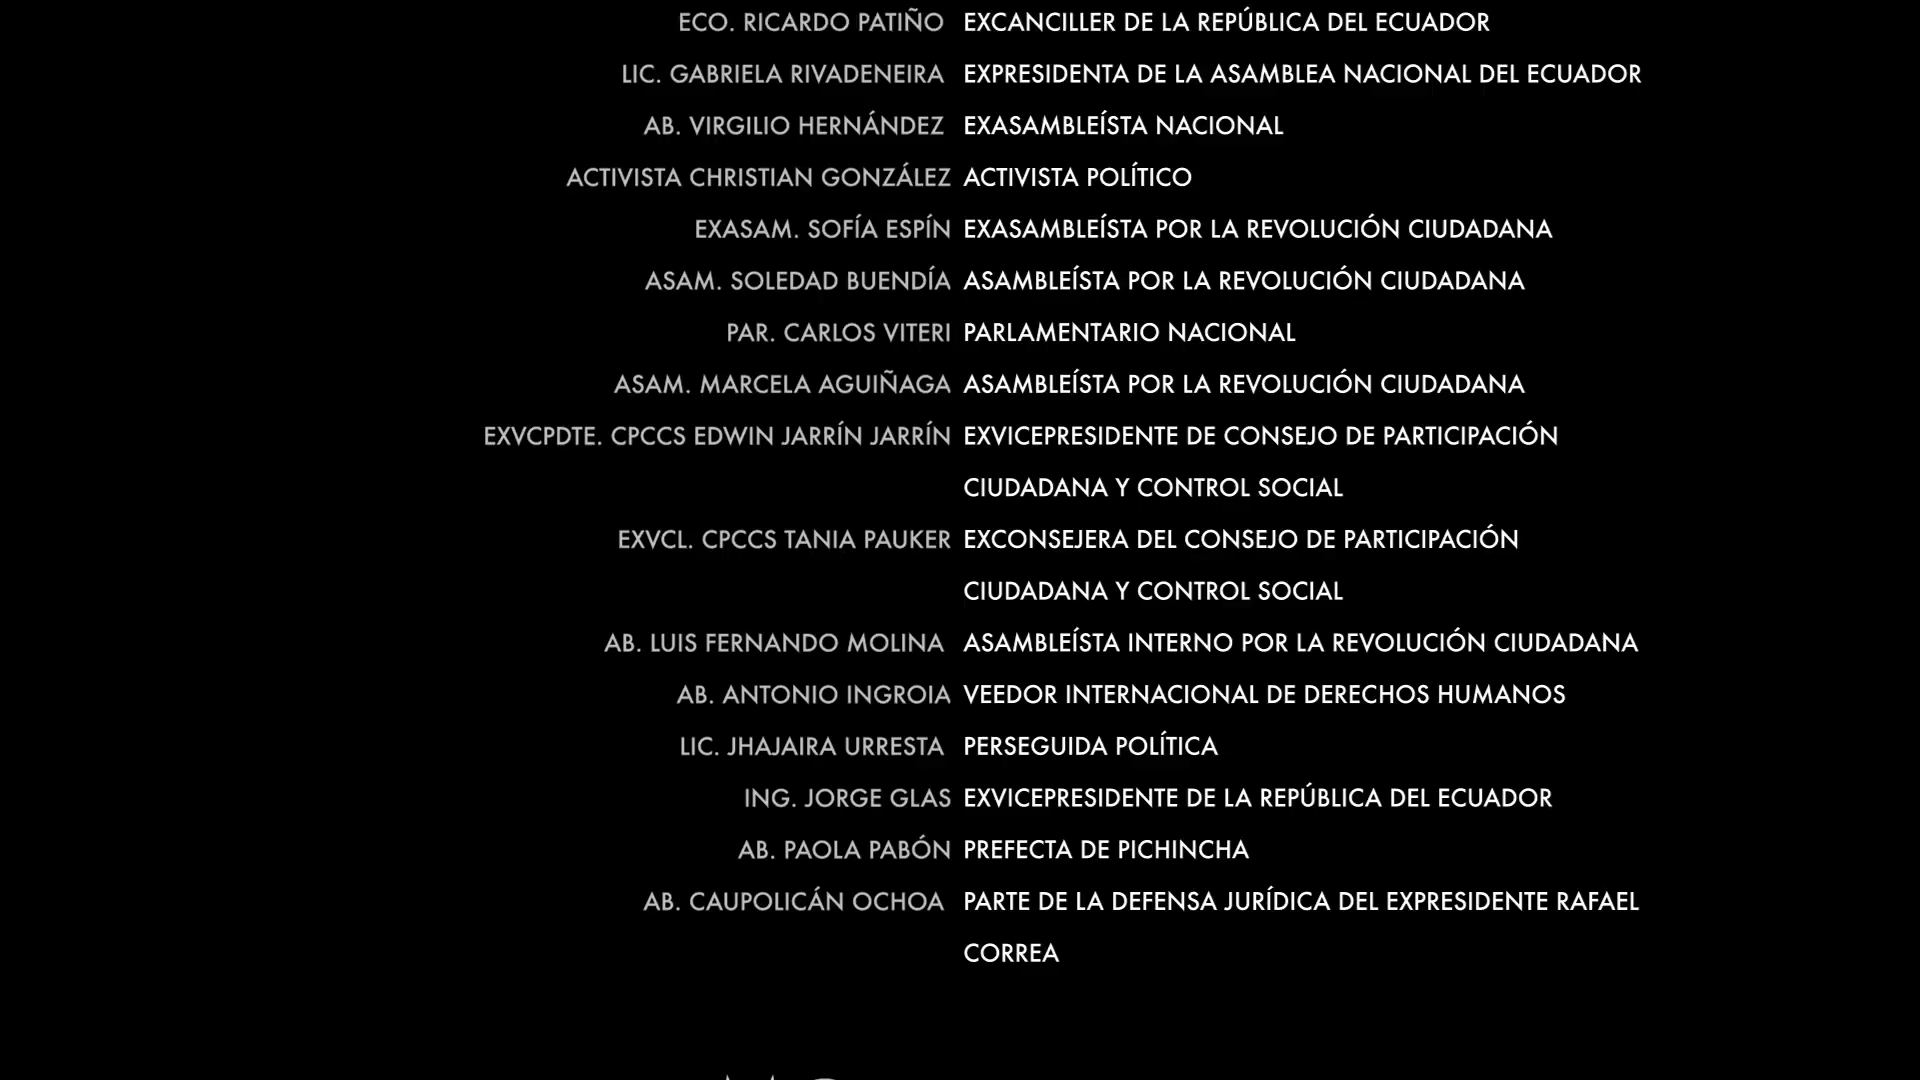 ECO. RICARDO PATIÑO EXCANCILLER DE LA REPÚBLICA DEL ECUADOR
LIC. GABRIELA RIVADENEIRA EXPRESIDENTA DE LA ASAMBLEA NACIONAL DEL ECUADOR
AB. VIRGILIO HERNÁNDEZ EXASAMBLEÍSTA NACIONAL
ACTIVISTA CHRISTIAN GONZÁLEZ ACTIVISTA POLÍTICO
EXASAM. SOFÍA ESPÍN EXASAMBLEÍSTA POR LA REVOLUCIÓN CIUDADANA
ASAM. SOLEDAD BUENDÍA ASAMBLEÍSTA POR LA REVOLUCIÓN CIUDADANA
PAR. CARLOS VITERI PARLAMENTARIO NACIONAL
ASAM. MARCELA AGUIÑAGA ASAMBLEÍSTA POR LA REVOLUCIÓN CIUDADANA
EXVCPDTE. CPCCS EDWIN JARRÍN JARRÍN EXVICEPRESIDENTE DE CONSEJO DE PARTICIPACIÓN
CIUDADANA Y CONTROL SOCIAL
EXVCL. CPCCS TANIA PAUKER EXCONSEJERA DEL CONSEJO DE PARTICIPACIÓN
CIUDADANA Y CONTROL SOCIAL
AB. LUIS FERNANDO MOLINA ASAMBLEÍSTA INTERNO POR LA REVOLUCIÓN CIUDADANA
AB. ANTONIO INGROIA VEEDOR INTERNACIONAL DE DERECHOS HUMANOS
LIC. JHAJAIRA URRESTA PERSEGUIDA POLÍTICA
ING. JORGE GLAS EXVICEPRESIDENTE DE LA REPÚBLICA DEL ECUADOR
AB. PAOLA PABÓN PREFECTA DE PICHINCHA
AB. CAUPOLICÁN OCHOA PARTE DE LA DEFENSA JURÍDICA DEL EXPRESIDENTE RAFAEL
CORREA